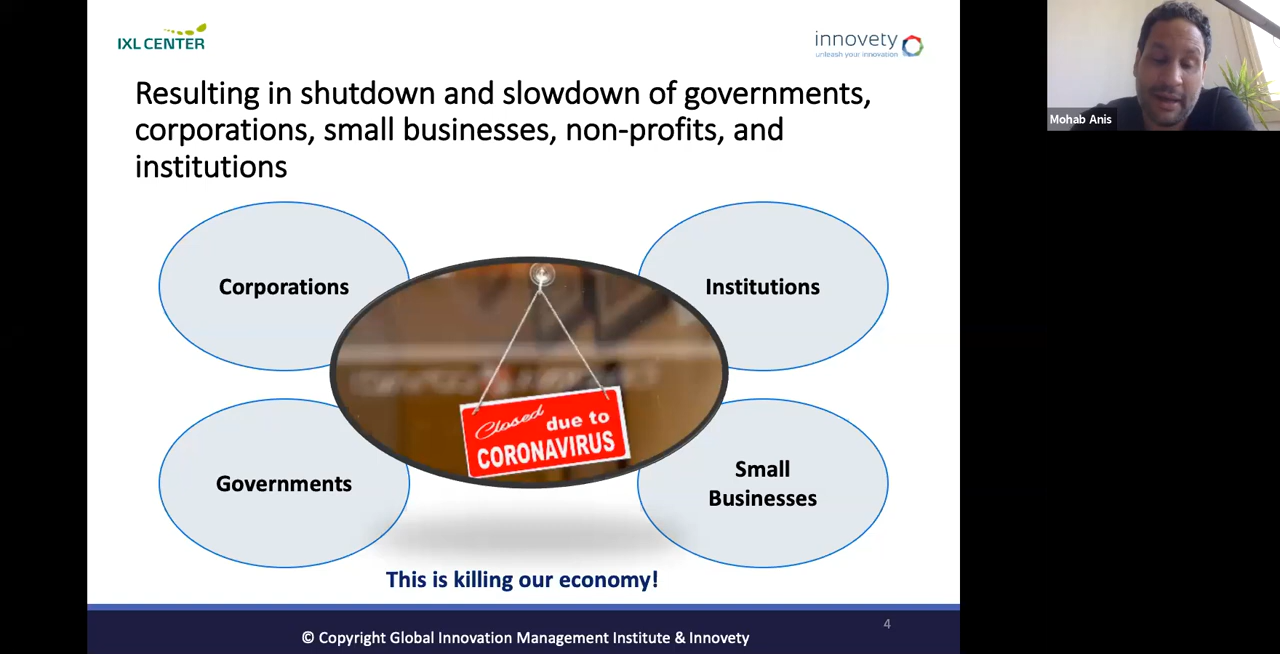 IXL CENTER
innovety
unleash your innovation
Mohab Anis
Resulting in shutdown and slowdown of governments,
corporations, small businesses, non-profits, and
institutions
Corporations
Institutions
Closed due to
CORONAVIRUS
Governments
Small
Businesses
This is killing our economy!
4
© Copyright Global Innovation Management Institute & Innovety